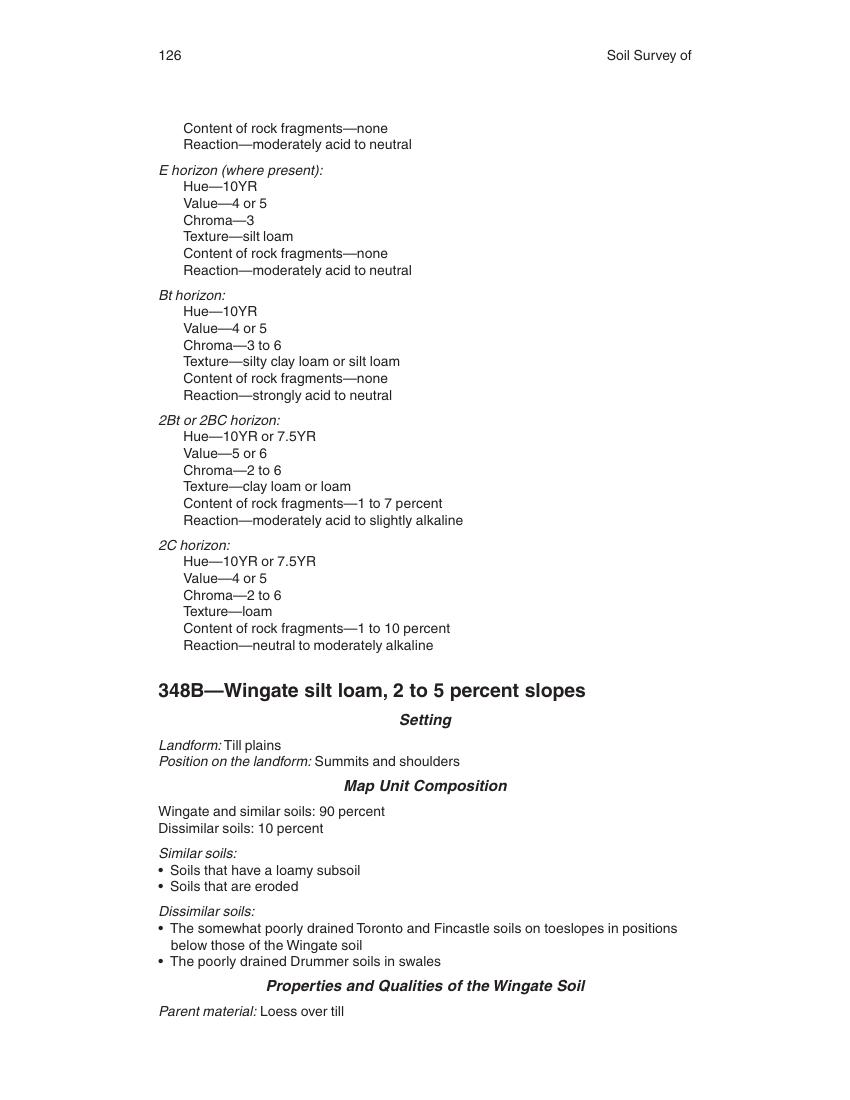 126
Soil Survey of
Content of rock fragments—none
Reaction—moderately acid to neutral
E horizon (where present):
Hue—10YR
Value—4 or 5
Chroma—3
Texture—silt loam
Content of rock fragments—none
Reaction—moderately acid to neutral
Bt horizon:
Hue—10YR
Value—4 or 5
Chroma—3 to 6
Texture—silty clay loam or silt loam
Content of rock fragments—none
Reaction—strongly acid to neutral
2Bt or 2BC horizon:
Hue—10YR or 7.5YR
Value—5 or 6
Chroma—2 to 6
Texture—clay loam or loam
Content of rock fragments—1 to 7 percent
Reaction—moderately acid to slightly alkaline
2C horizon:
Hue—10YR or 7.5YR
Value—4 or 5
Chroma—2 to 6
Texture—loam
Content of rock fragments—1 to 10 percent
Reaction—neutral to moderately alkaline
348B—Wingate silt loam, 2 to 5 percent slopes
Setting
Landform: Till plains
Position on the landform: Summits and shoulders
Map Unit Composition
Wingate and similar soils: 90 percent
Dissimilar soils: 10 percent
Similar soils:
• Soils that have a loamy subsoil
• Soils that are eroded
Dissimilar soils:
• The somewhat poorly drained Toronto and Fincastle soils on toeslopes in positions
below those of the Wingate soil
• The poorly drained Drummer soils in swales
Properties and Qualities of the Wingate Soil
Parent material: Loess over till